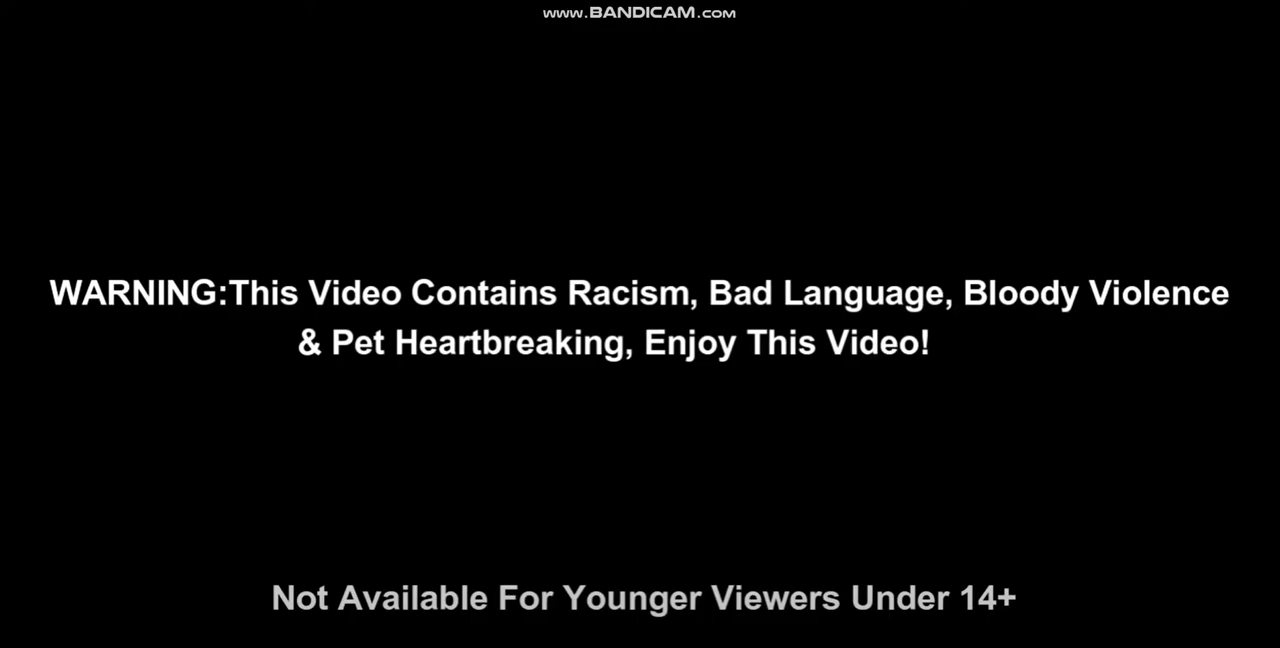 www.BANDICAM.com
WARNING:This Video Contains Racism, Bad Language, Bloody Violence
& Pet Heartbreaking, Enjoy This Video!
Not Available For Younger Viewers Under 14+